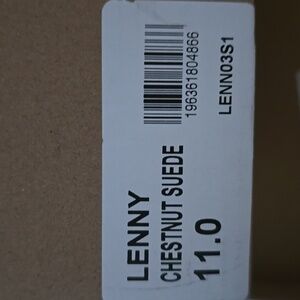 LENNY
CHESTNUT SUEDE
11.0
196361804866
LENN03S1